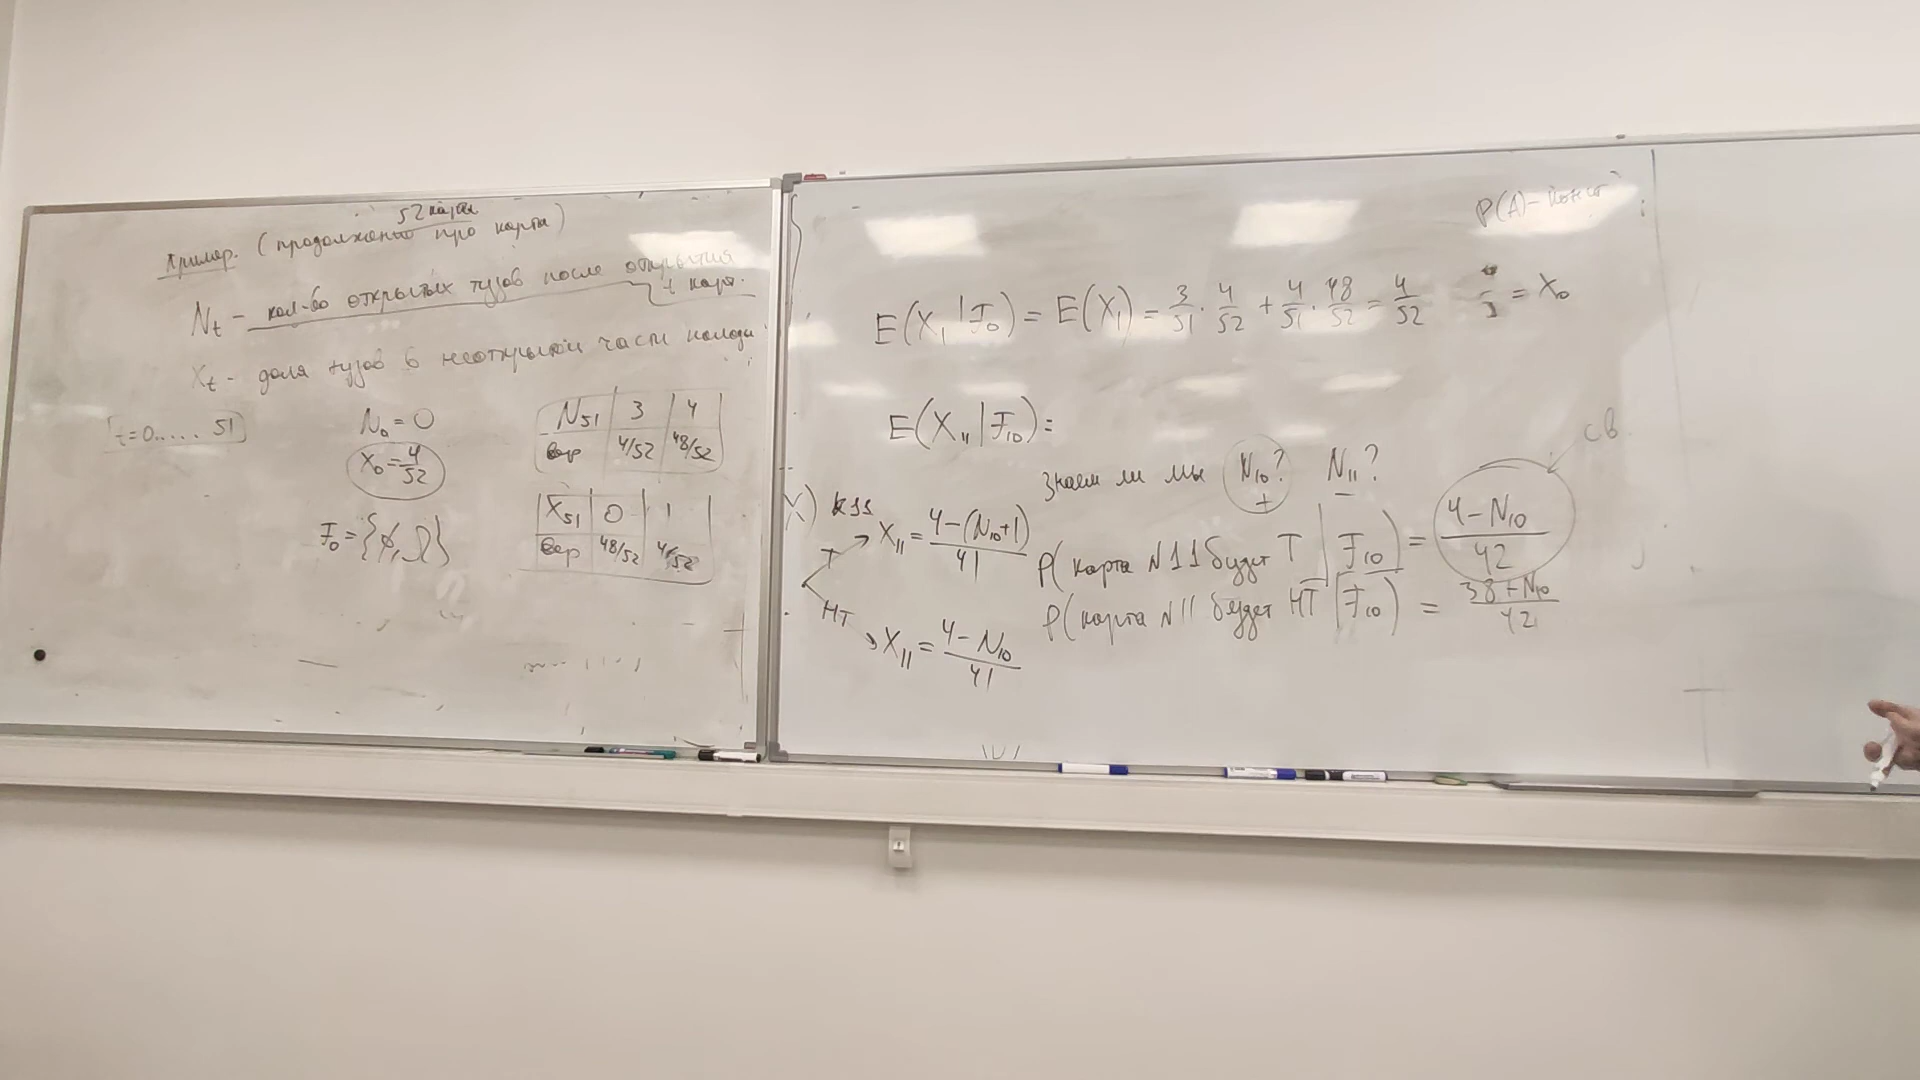 52 карты
Пример. (продолжение про карты)
N_t - кол-во открытых тузов после открытия
t карт.
X_t - доля тузов в неоткрытой части колоды
t=0..... 51
N_0 = 0
X_0 = 4/52
F_0 = {∅, Ω}
N_51 | 3 | 4
Вер | 4/52 | 48/52
X_51 | 0 | 1
Вер | 48/52 | 4/52
P(A) -
E(X_1 | F_0) = E(X_1) = 3/51 · 4/52 + 4/51 · 48/52 = 4/52 = X_0
E(X_11 | F_10) =
Знаем ли мы N_10? N_11?
+ −
св
T X_11 = (4-(N_10+1))/41
P( карта N11 будет T | F_10 ) = (4-N_10)/42
НТ X_11 = (4-N_10)/41
P( карта N11 будет НТ | F_10 ) = (38+N_10)/42